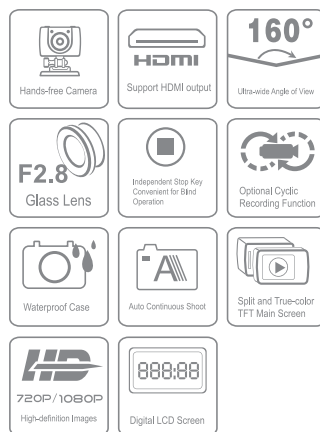 Hands-free Camera
HDMI
Support HDMI output
160°
Ultra-wide Angle of View
F2.8
Glass Lens
Independent Stop Key
Convenient for Blind
Operation
Optional Cyclic
Recording Function
Waterproof Case
A
Auto Continuous Shoot
Split and True-color
TFT Main Screen
HD
720P/1080P
High-definition Images
888:88
Digital LCD Screen